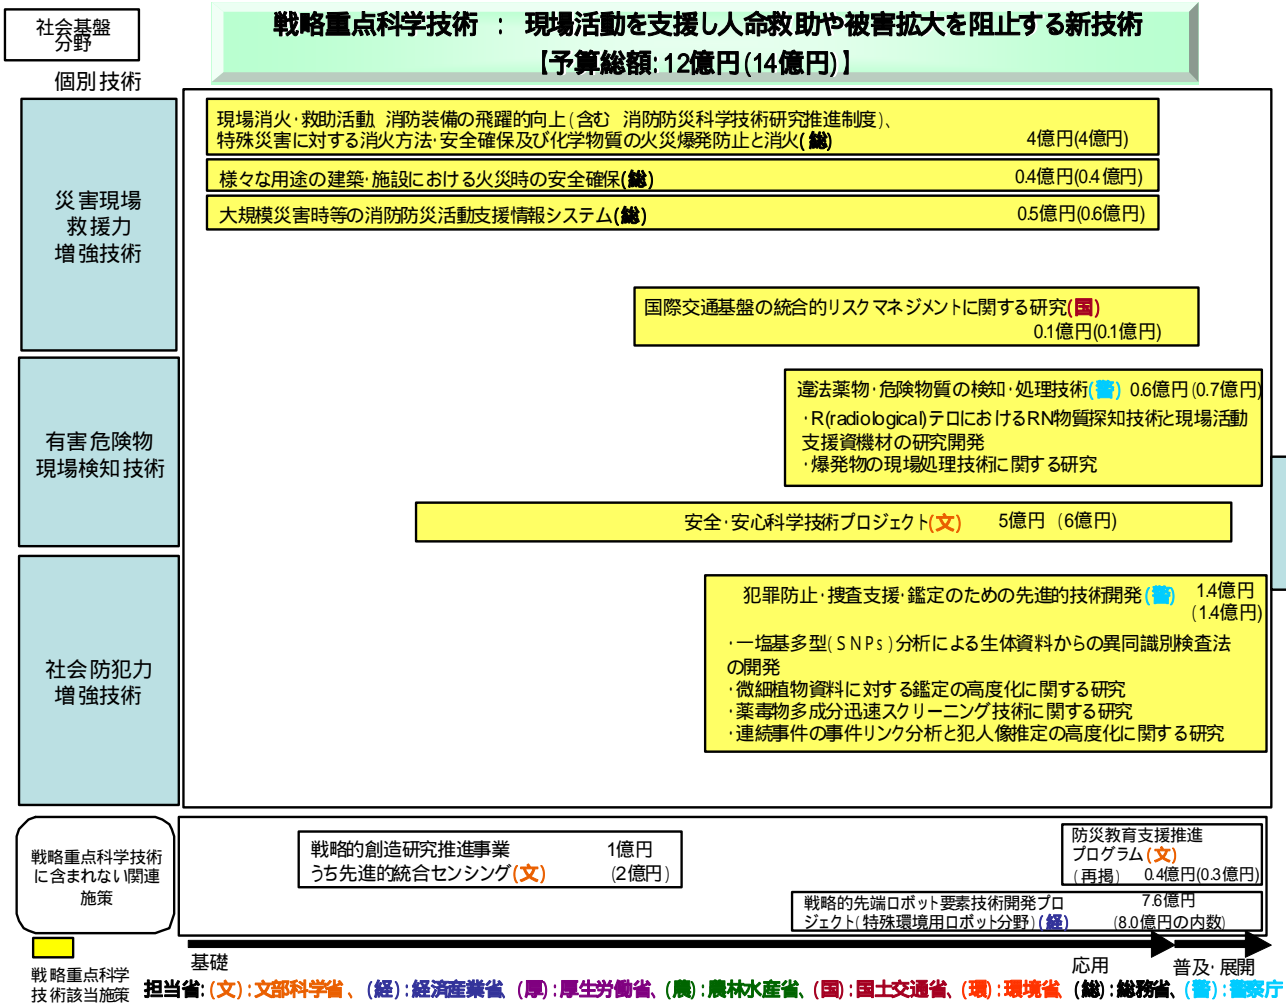 社会基盤
分野
戦略重点科学技術 ： 現場活動を支援し人命救助や被害拡大を阻止する新技術
【予算総額:12億円(14億円)】
個別技術
災害現場
救援力
増強技術
現場消火・救助活動、消防装備の飛躍的向上(含む 消防防災科学技術研究推進制度)、
特殊災害に対する消火方法・安全確保及び化学物質の火災爆発防止と消火(総) 4億円(4億円)
様々な用途の建築・施設における火災時の安全確保(総) 0.4億円(0.4億円)
大規模災害時等の消防防災活動支援情報システム(総) 0.5億円(0.6億円)
国際交通基盤の統合的リスクマネジメントに関する研究(国)
0.1億円(0.1億円)
有害危険物
現場検知技術
違法薬物・危険物質の検知・処理技術(警) 0.6億円(0.7億円)
・R(radiological)テロにおけるRN物質探知技術と現場活動
支援資機材の研究開発
・爆発物の現場処理技術に関する研究
安全・安心科学技術プロジェクト(文) 5億円 (6億円)
社会防犯力
増強技術
犯罪防止・捜査支援・鑑定のための先進的技術開発(警) 1.4億円
(1.4億円)
・一塩基多型(SNPs)分析による生体資料からの異同識別検査法
の開発
・微細植物資料に対する鑑定の高度化に関する研究
・薬毒物多成分迅速スクリーニング技術に関する研究
・連続事件の事件リンク分析と犯人像推定の高度化に関する研究
戦略重点科学技術
に含まれない関連
施策
戦略的創造研究推進事業 1億円
うち先進的統合センシング(文) (2億円)
防災教育支援推進
プログラム(文)
(再掲) 0.4億円(0.3億円)
戦略的先端ロボット要素技術開発プロ 7.6億円
ジェクト(特殊環境用ロボット分野)(経) (8.0億円の内数)
基礎 応用 普及・展開
戦略重点科学
技術該当施策
担当省:(文):文部科学省、(経):経済産業省、(厚):厚生労働省、(農):農林水産省、(国):国土交通省、(環):環境省、(総):総務省、(警):警察庁